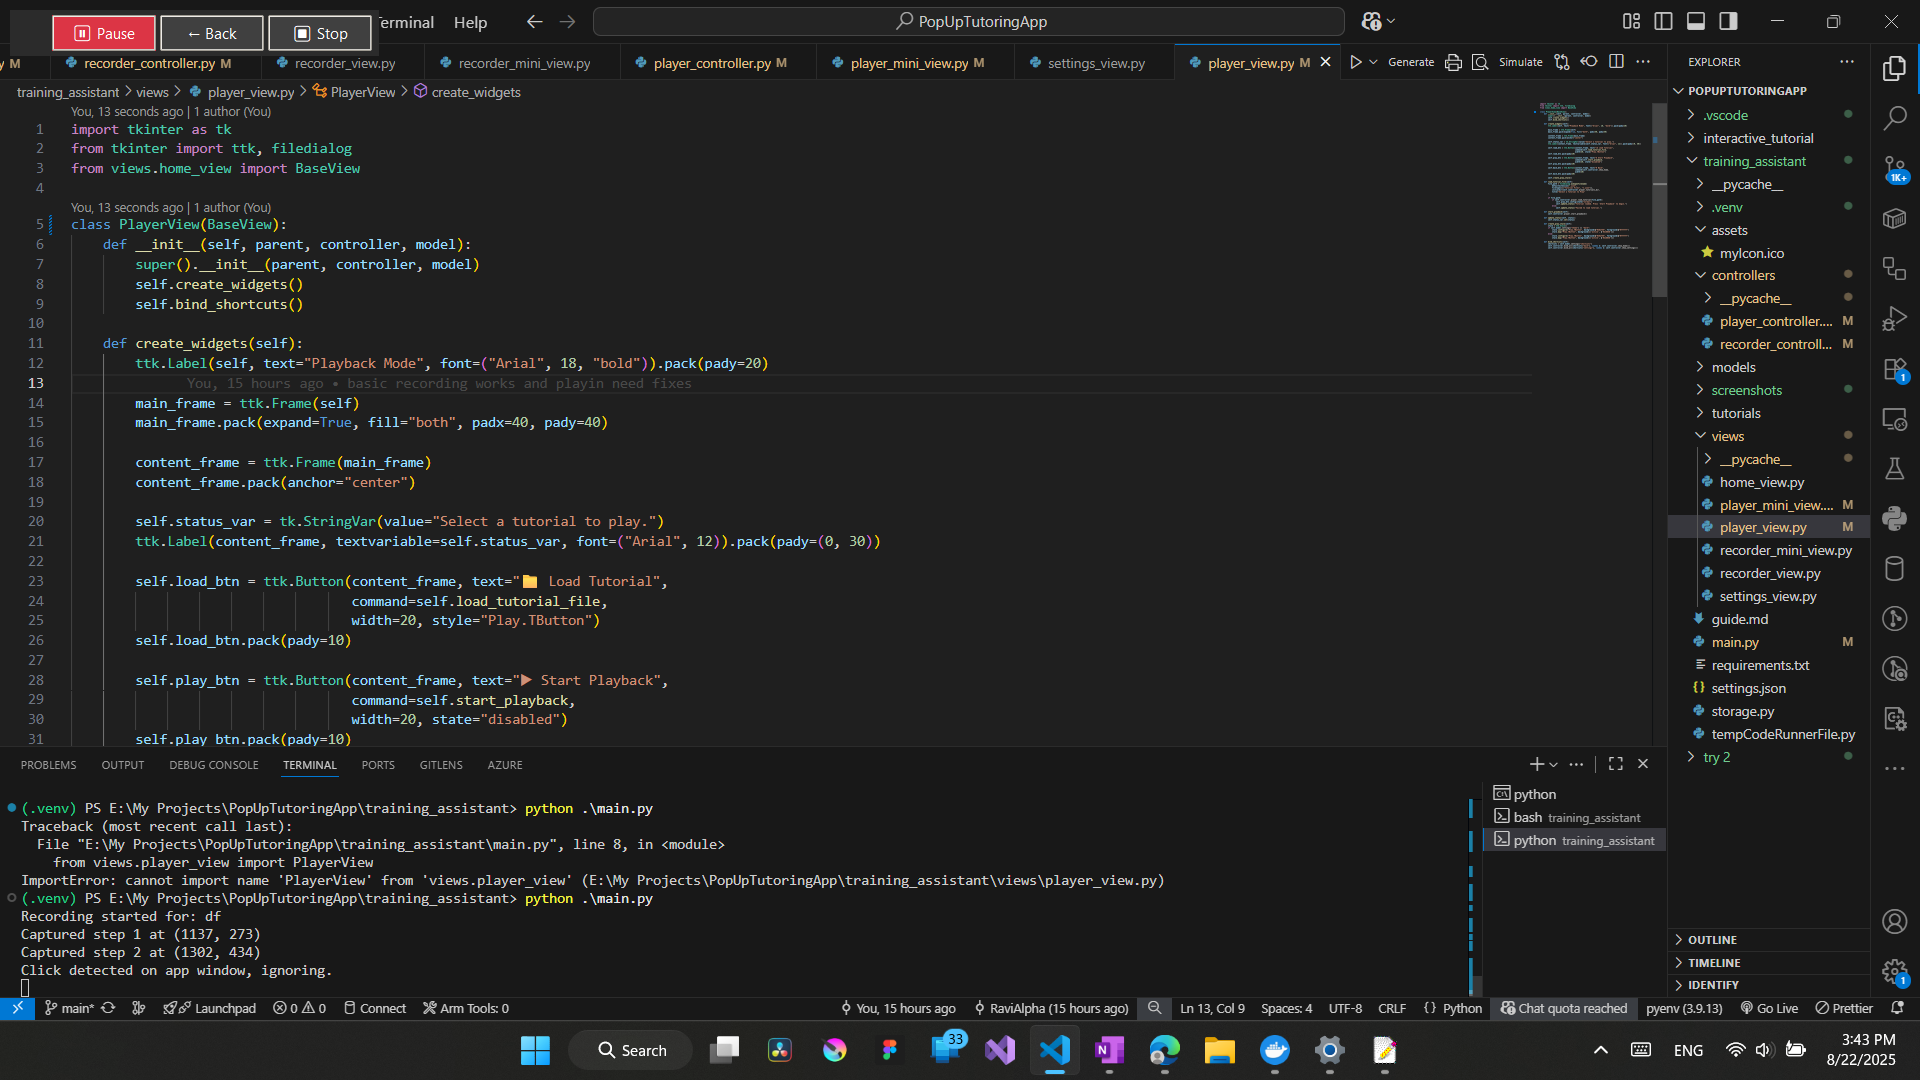 Pause
← Back
Stop
Terminal
Help
PopUpTutoringApp
M
recorder_controller.py M
recorder_view.py
recorder_mini_view.py
player_controller.py M
player_mini_view.py M
settings_view.py
player_view.py M
Generate
Simulate
training_assistant > views > player_view.py > PlayerView > create_widgets
You, 13 seconds ago | 1 author (You)
1 import tkinter as tk
2 from tkinter import ttk, filedialog
3 from views.home_view import BaseView
4
You, 13 seconds ago | 1 author (You)
5 class PlayerView(BaseView):
6 def __init__(self, parent, controller, model):
7 super().__init__(parent, controller, model)
8 self.create_widgets()
9 self.bind_shortcuts()
10
11 def create_widgets(self):
12 ttk.Label(self, text="Playback Mode", font=("Arial", 18, "bold")).pack(pady=20)
13 You, 15 hours ago • basic recording works and playin need fixes
14 main_frame = ttk.Frame(self)
15 main_frame.pack(expand=True, fill="both", padx=40, pady=40)
16
17 content_frame = ttk.Frame(main_frame)
18 content_frame.pack(anchor="center")
19
20 self.status_var = tk.StringVar(value="Select a tutorial to play.")
21 ttk.Label(content_frame, textvariable=self.status_var, font=("Arial", 12)).pack(pady=(0, 30))
22
23 self.load_btn = ttk.Button(content_frame, text="📁 Load Tutorial",
24 command=self.load_tutorial_file,
25 width=20, style="Play.TButton")
26 self.load_btn.pack(pady=10)
27
28 self.play_btn = ttk.Button(content_frame, text="▶ Start Playback",
29 command=self.start_playback,
30 width=20, state="disabled")
31 self.play_btn.pack(pady=10)
EXPLORER
POPUPTUTORINGAPP
.vscode
interactive_tutorial
training_assistant
__pycache__
.venv
assets
myIcon.ico
controllers
__pycache__
player_controller.... M
recorder_controll... M
models
screenshots
tutorials
views
__pycache__
home_view.py
player_mini_view.... M
player_view.py M
recorder_mini_view.py
recorder_view.py
settings_view.py
guide.md
main.py M
requirements.txt
settings.json
storage.py
tempCodeRunnerFile.py
try 2
OUTLINE
TIMELINE
IDENTIFY
1K+
1
1
PROBLEMS
OUTPUT
DEBUG CONSOLE
TERMINAL
PORTS
GITLENS
AZURE
(.venv) PS E:\My Projects\PopUpTutoringApp\training_assistant> python .\main.py
Traceback (most recent call last):
File "E:\My Projects\PopUpTutoringApp\training_assistant\main.py", line 8, in <module>
from views.player_view import PlayerView
ImportError: cannot import name 'PlayerView' from 'views.player_view' (E:\My Projects\PopUpTutoringApp\training_assistant\views\player_view.py)
(.venv) PS E:\My Projects\PopUpTutoringApp\training_assistant> python .\main.py
Recording started for: df
Captured step 1 at (1137, 273)
Captured step 2 at (1302, 434)
Click detected on app window, ignoring.
python
bash training_assistant
python training_assistant
main*
Launchpad
0
0
Connect
Arm Tools: 0
You, 15 hours ago
RaviAlpha (15 hours ago)
Ln 13, Col 9
Spaces: 4
UTF-8
CRLF
Python
Chat quota reached
pyenv (3.9.13)
Go Live
Prettier
Search
33
ENG
3:43 PM
8/22/2025